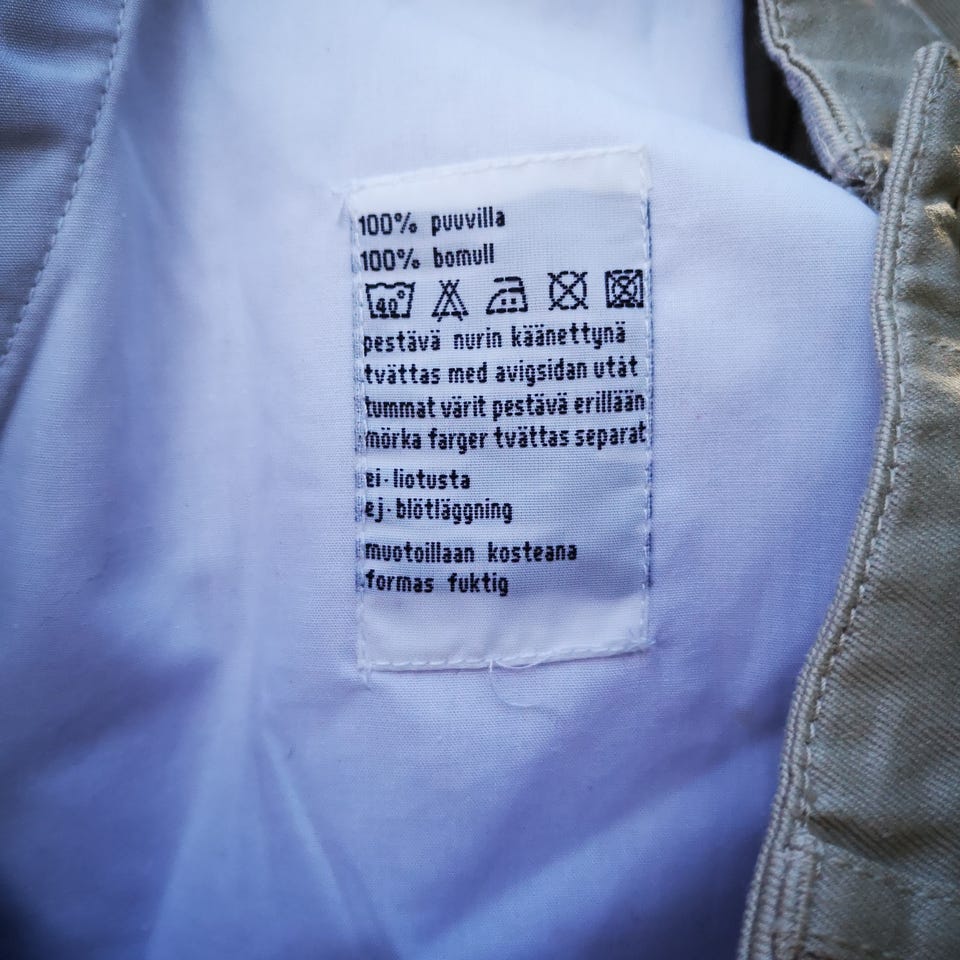 100% puuvilla
100% bomull
40°
pestävä nurin käänettynä
tvättas med avigsidan utåt
tummat värit pestävä erillään
mörka farger tvättas separat
ei-liotusta
ej-blötläggning
muotoillaan kosteana
formas fuktig